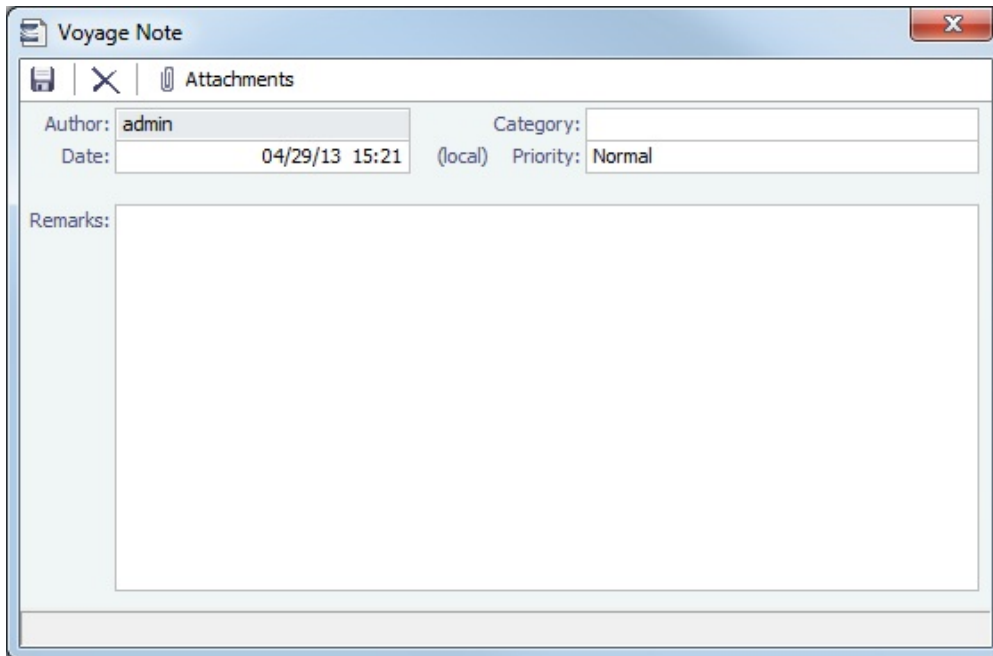 Voyage Note
Attachments
Author: admin Category:
Date: 04/29/13 15:21 (local) Priority: Normal
Remarks: